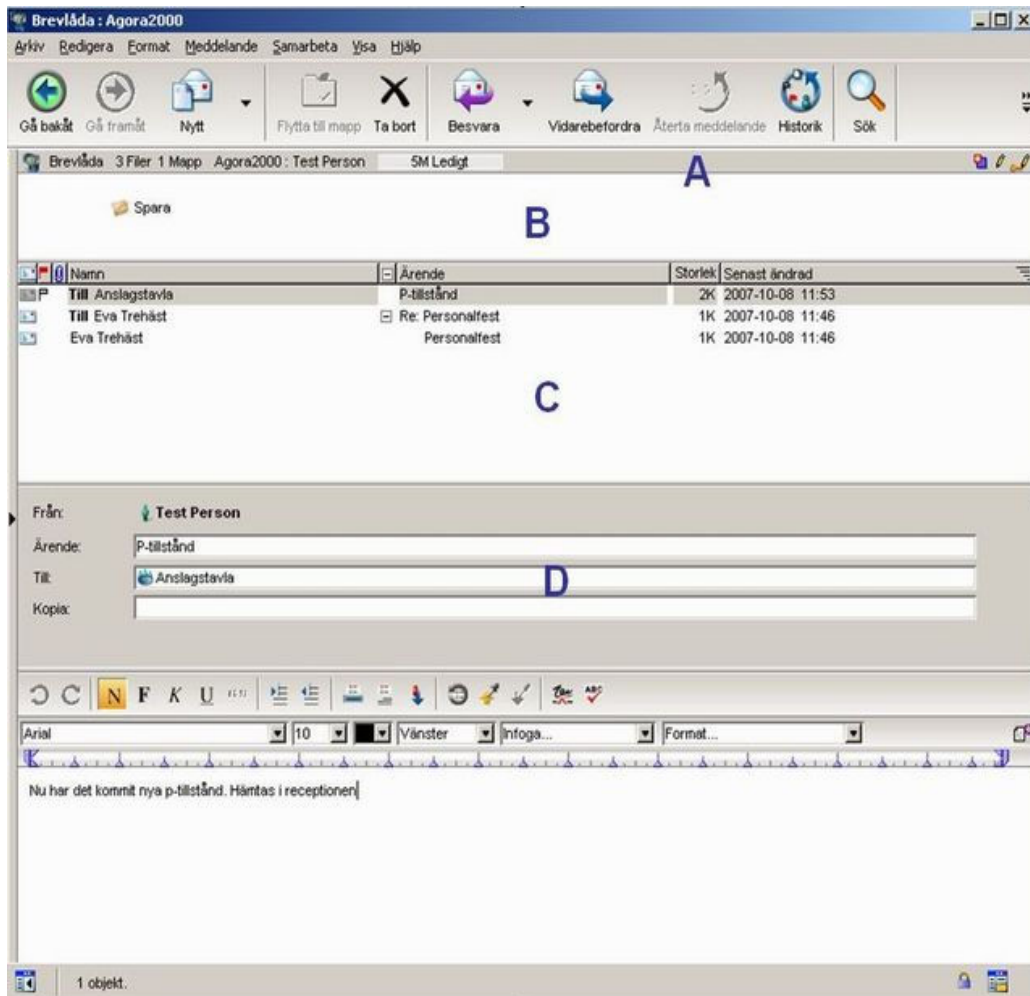 Brevlåda : Agora2000
Arkiv Redigera Format Meddelande Samarbeta Visa Hjälp
Gå bakåt Gå framåt Nytt Flytta till mapp Ta bort Besvara Vidarebefordra Återta meddelande Historik Sök
Brevlåda 3 Filer 1 Mapp Agora2000 : Test Person 5M Ledigt
A
Spara
B
Namn Ärende Storlek Senast ändrad
Till Anslagstavla P-tillstånd 2K 2007-10-08 11:53
Till Eva Trehäst Re: Personalfest 1K 2007-10-08 11:46
Eva Trehäst Personalfest 1K 2007-10-08 11:46
C
Från: Test Person
Ärende: P-tillstånd
Till: Anslagstavla
D
Kopia:
N F K U
Arial 10 Vänster Infoga... Format...
Nu har det kommit nya p-tillstånd. Hämtas i receptionen
1 objekt.